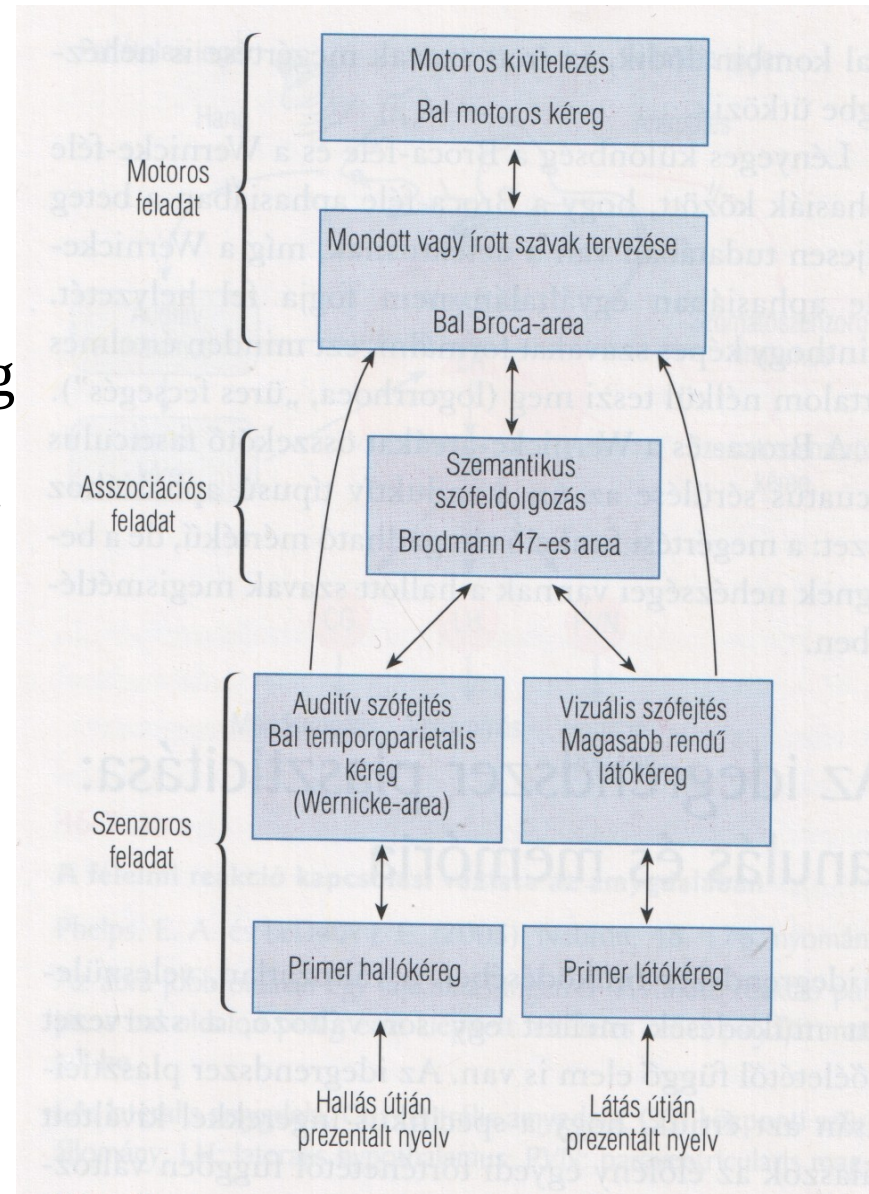 Motoros kivitelezés
Bal motoros kéreg
Motoros
feladat
Mondott vagy írott szavak tervezése
Bal Broca-area
g
Asszociációs
feladat
Szemantikus
szófeldolgozás
Brodmann 47-es area
Szenzoros
feladat
Auditív szófejtés
Bal temporoparietalis
kéreg
(Wernicke-area)
Vizuális szófejtés
Magasabb rendű
látókéreg
Primer hallókéreg
Primer látókéreg
Hallás útján
prezentált nyelv
Látás útján
prezentált nyelv